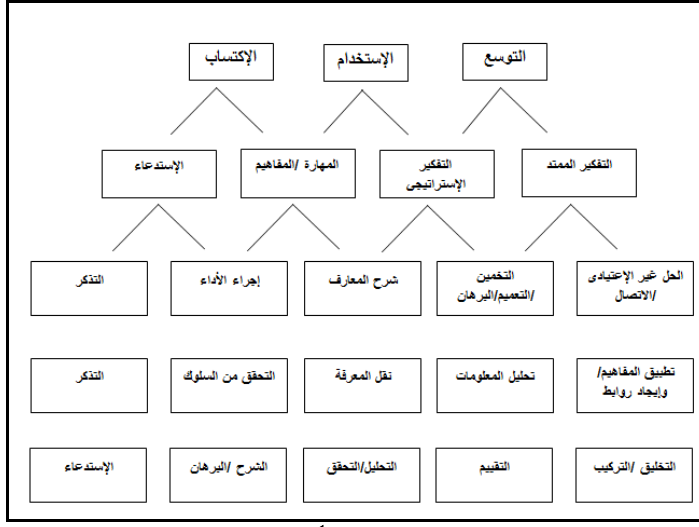 التوسع
الإستخدام
الإكتساب
التفكير الممتد
التفكير
الإستراتيجى
المهارة /المفاهيم
الإستدعاء
الحل غير الإعتيادى
/الاتصال
التخمين
/التعميم/البرهان
شرح المعارف
إجراء الأداء
التذكر
تطبيق المفاهيم/
وإيجاد روابط
تحليل المعلومات
نقل المعرفة
التحقق من السلوك
التذكر
التخليق /التركيب
التقييم
التحليل/التحقق
الشرح /البرهان
الإستدعاء